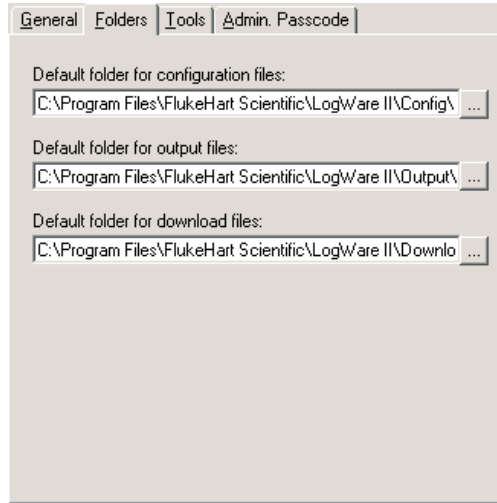 General Folders Tools Admin. Passcode
Default folder for configuration files:
C:\Program Files\FlukeHart Scientific\LogWare II\Config\ ...
Default folder for output files:
C:\Program Files\FlukeHart Scientific\LogWare II\Output\ ...
Default folder for download files:
C:\Program Files\FlukeHart Scientific\LogWare II\Downlo ...